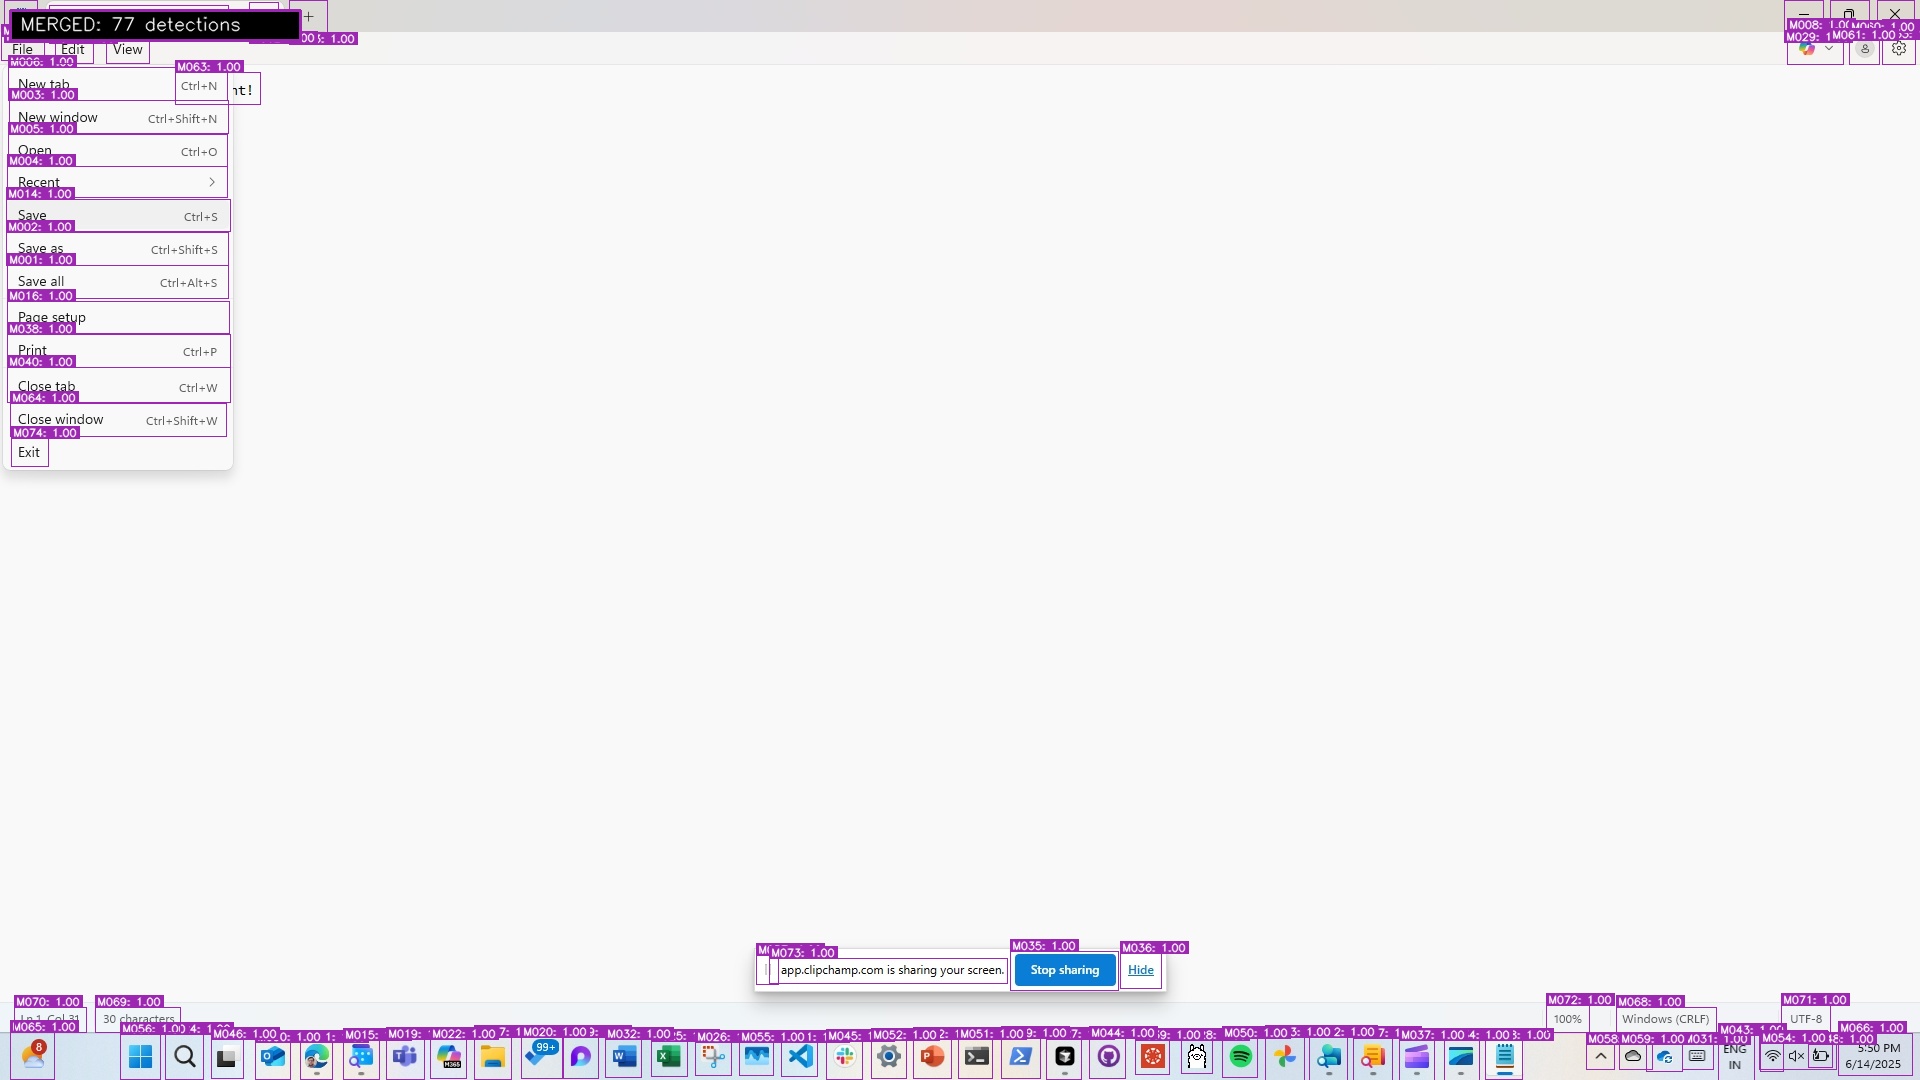 MERGED: 77 detections
File Edit View
M008: 1.00
M029: 1
M061: 1.00
M006: 1.00
M063: 1.00
New tab Ctrl+N
nt!
M003: 1.00
New window Ctrl+Shift+N
M005: 1.00
Open Ctrl+O
M004: 1.00
Recent
M014: 1.00
Save Ctrl+S
M002: 1.00
Save as Ctrl+Shift+S
M001: 1.00
Save all Ctrl+Alt+S
M016: 1.00
Page setup
M038: 1.00
Print Ctrl+P
M040: 1.00
Close tab Ctrl+W
M064: 1.00
Close window Ctrl+Shift+W
M074: 1.00
Exit
M073: 1.00 M035: 1.00 M036: 1.00
app.clipchamp.com is sharing your screen. Stop sharing Hide
M070: 1.00 M069: 1.00 M072: 1.00 M068: 1.00 M071: 1.00
Ln 1, Col 31 30 characters 100% Windows (CRLF) UTF-8
M065: 1.00 M056: 1.00 M046: 1.00 M015: M019: M022: M020: 1.00 M032: 1.00 M026: 1.00 M055: 1.00 M045: 1.00 M052: 1.00 M051: 1.00 M044: 1.00 M050: 1.00 M037: 1.00 M058 M059: 1.00 M043: 1.00 M054: 1.00 M066: 1.00
8 99+ M365 ENG IN 5:50 PM
6/14/2025